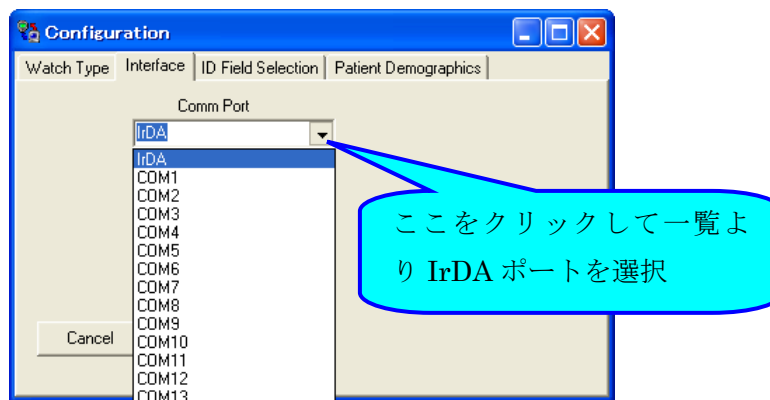 Configuration
Watch Type Interface ID Field Selection Patient Demographics
Comm Port
IrDA
IrDA
COM1
COM2
COM3
COM4
COM5
COM6
COM7
COM8
COM9
COM10
COM11
COM12
COM13
ここをクリックして一覧よ
り IrDA ポートを選択
Cancel